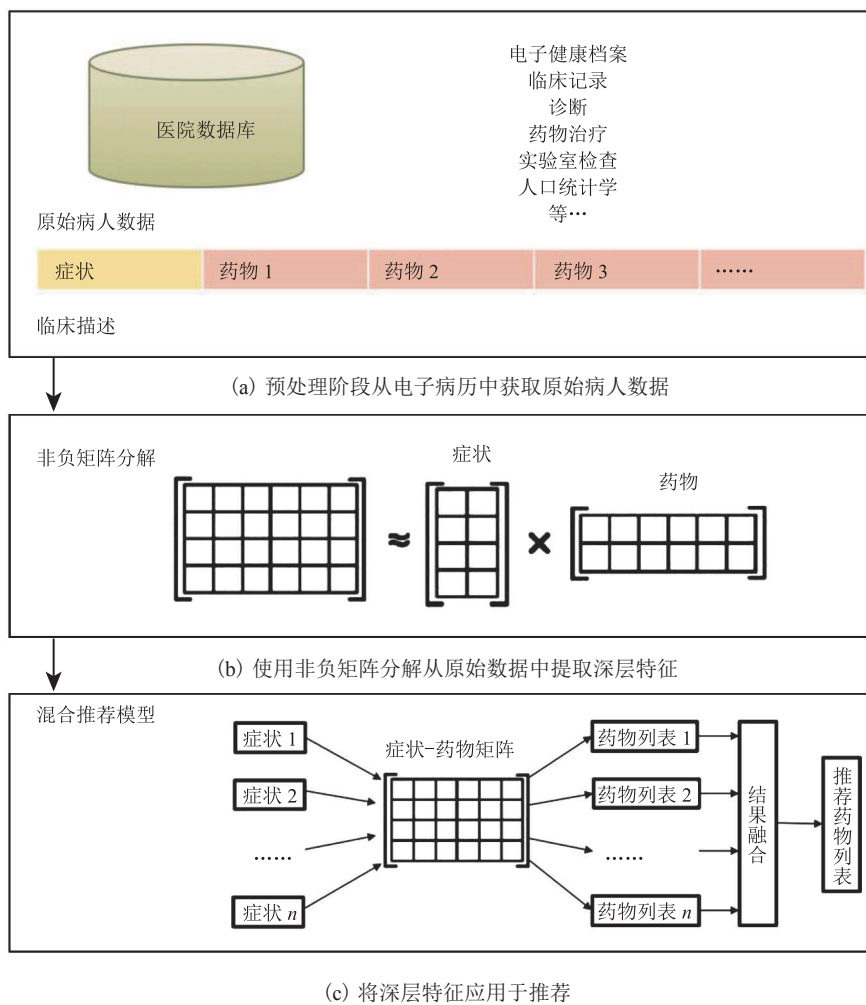 电子健康档案
临床记录
诊断
药物治疗
实验室检查
人口统计学
等…
医院数据库
原始病人数据
症状 药物 1 药物 2 药物 3 ……
临床描述
(a) 预处理阶段从电子病历中获取原始病人数据
非负矩阵分解
症状
药物
≈
×
(b) 使用非负矩阵分解从原始数据中提取深层特征
混合推荐模型
症状 1
症状 2
……
症状 n
症状-药物矩阵
药物列表 1
药物列表 2
……
药物列表 n
结果融合
推荐药物列表
(c) 将深层特征应用于推荐